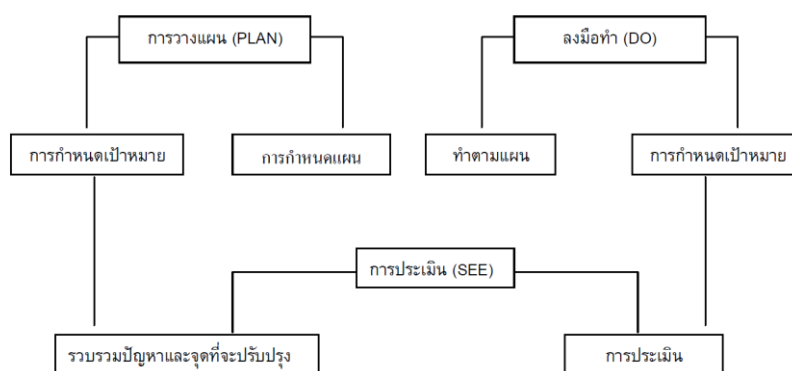 การวางแผน (PLAN)
ลงมือทำ (DO)
การกำหนดเป้าหมาย
การกำหนดแผน
ทำตามแผน
การกำหนดเป้าหมาย
การประเมิน (SEE)
รวบรวมปัญหาและจุดที่จะปรับปรุง
การประเมิน